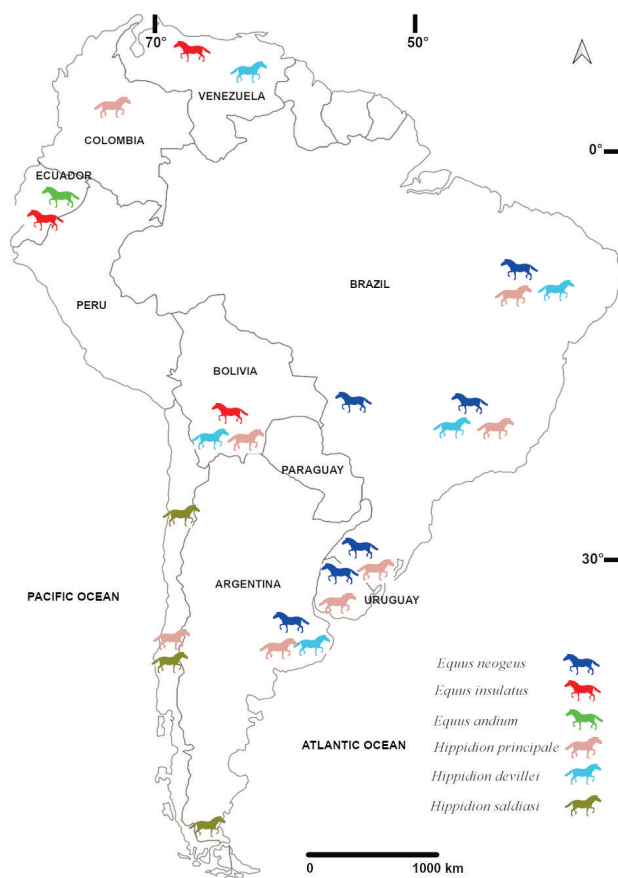 70° 50°
VENEZUELA
COLOMBIA
0°
ECUADOR
BRAZIL
PERU
BOLIVIA
PARAGUAY
30°
ARGENTINA
PACIFIC OCEAN
URUGUAY
Equus neogeus
Equus insulatus
Equus andium
ATLANTIC OCEAN
Hippidion principale
Hippidion devillei
Hippidion saldiasi
0 1000 km